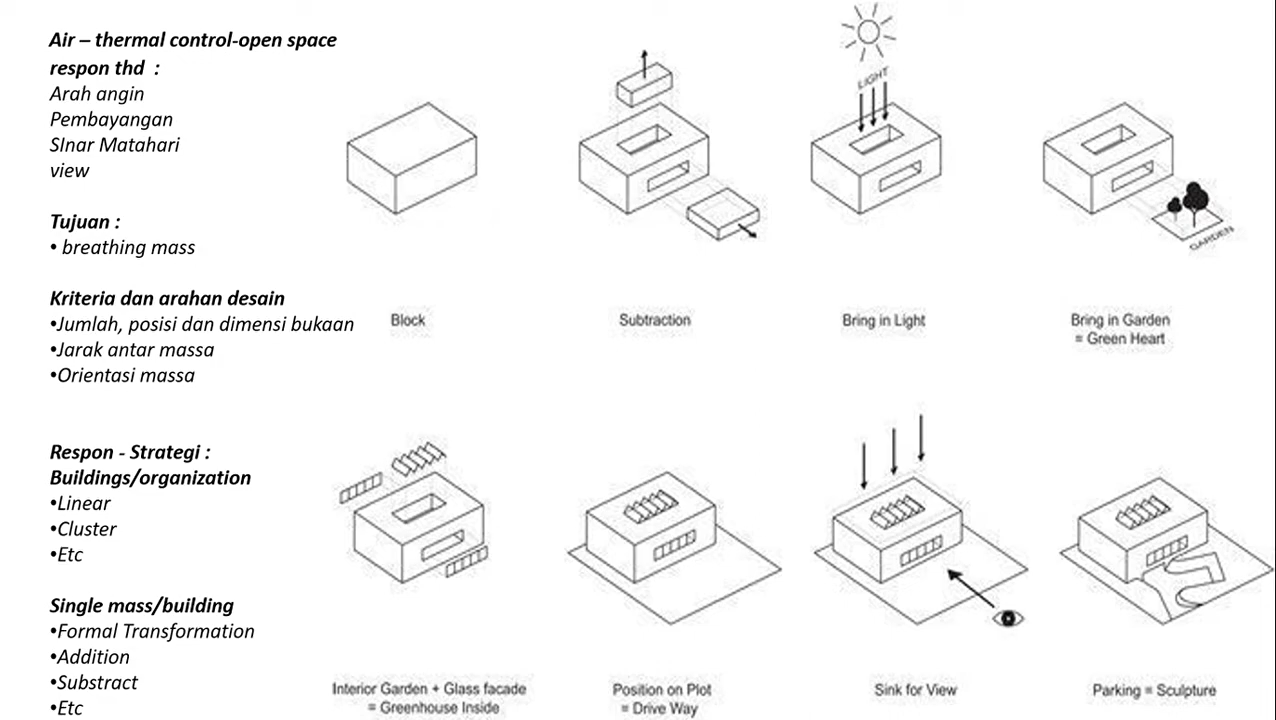 Air – thermal control-open space
respon thd :
Arah angin
Pembayangan
SInar Matahari
view
Tujuan :
• breathing mass
Kriteria dan arahan desain
•Jumlah, posisi dan dimensi bukaan
•Jarak antar massa
•Orientasi massa
Respon - Strategi :
Buildings/organization
•Linear
•Cluster
•Etc
Single mass/building
•Formal Transformation
•Addition
•Substract
•Etc
LIGHT
GARDEN
Block
Subtraction
Bring in Light
Bring in Garden
= Green Heart
Interior Garden + Glass facade
= Greenhouse Inside
Position on Plot
= Drive Way
Sink for View
Parking = Sculpture